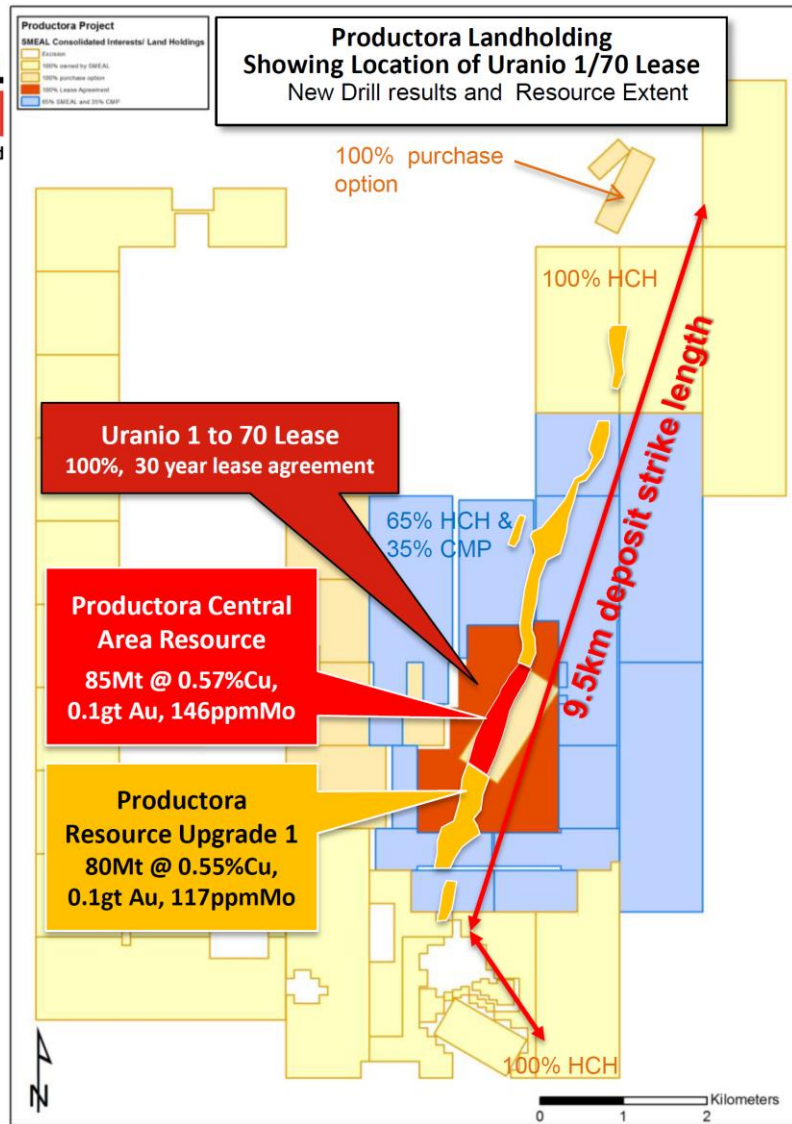 Productora Project
SMEAL Consolidated Interests/ Land Holdings
Excision
100% owned by SMEAL
100% purchase option
100% Lease Agreement
65% SMEAL and 35% CMP
Productora Landholding
Showing Location of Uranio 1/70 Lease
New Drill results and Resource Extent
d
100% purchase
option
100% HCH
9.5km deposit strike length
Uranio 1 to 70 Lease
100%, 30 year lease agreement
65% HCH &
35% CMP
Productora Central
Area Resource
85Mt @ 0.57%Cu,
0.1gt Au, 146ppmMo
Productora
Resource Upgrade 1
80Mt @ 0.55%Cu,
0.1gt Au, 117ppmMo
100% HCH
N
Kilometers
0 1 2